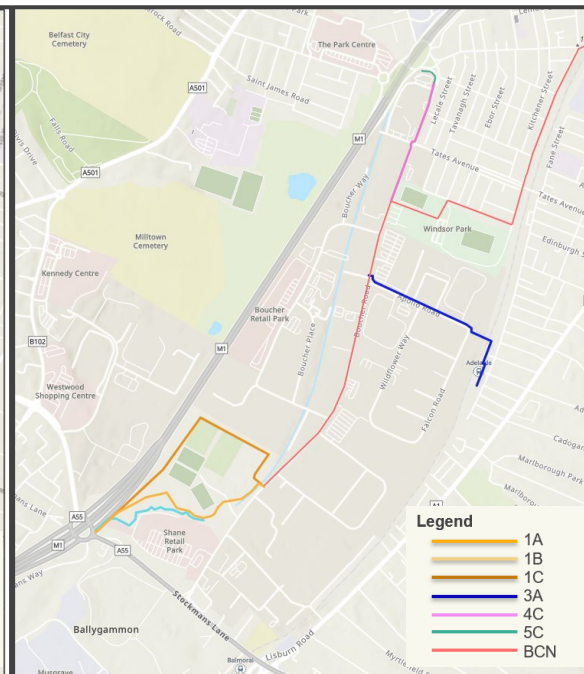 Belfast City
Cemetery
The Park Centre
A501
Saint James Road
Lecale Street
Tavanagh Street
Ebor Street
Kitchener Street
Fane Street
Falls Road
M1
A501
Boucher Way
Tates Avenue
Tates Avenue
Milltown
Cemetery
Windsor Park
Edinburgh S
Kennedy Centre
Boucher
Retail Park
Boucher Road
Apollo Road
B102
M1
Boucher Place
Wildflower Way
Adelaide
Westwood
Shopping Centre
Falcon Road
Cadogan
Marlborough Park
A55
M1
A55
Shane
Retail
Park
A1
Stockmans Lane
Ballygammon
Lisburn Road
Balmoral
Musgrave
Legend
1A
1B
1C
3A
4C
5C
BCN